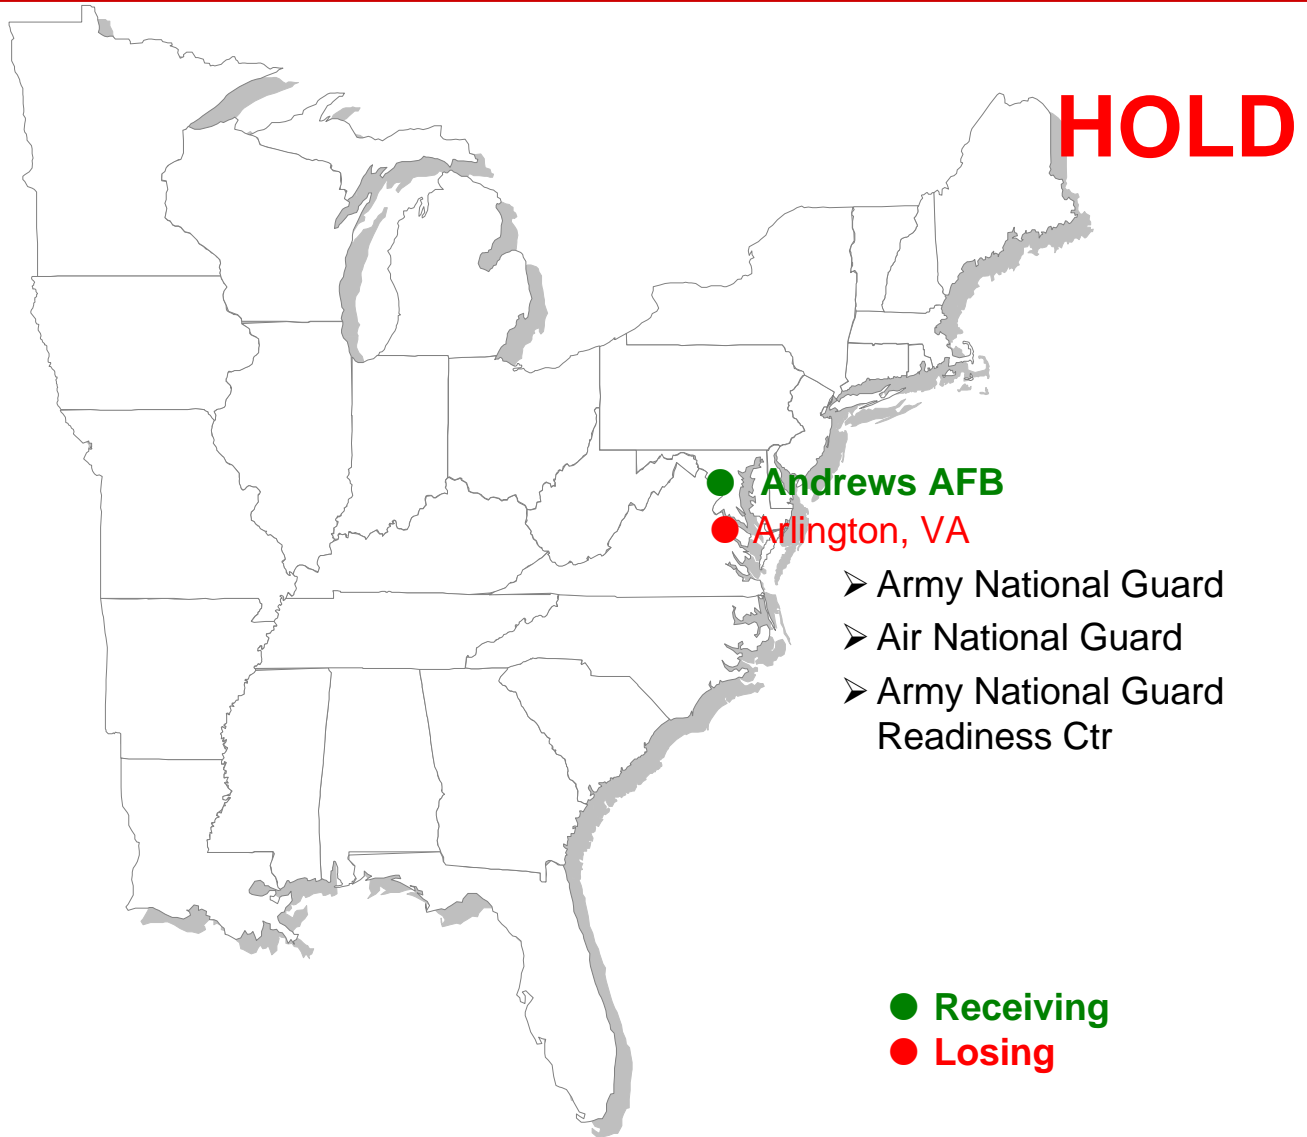 HOLD
Andrews AFB
Arlington, VA
➢ Army National Guard
➢ Air National Guard
➢ Army National Guard
Readiness Ctr
Receiving
Losing